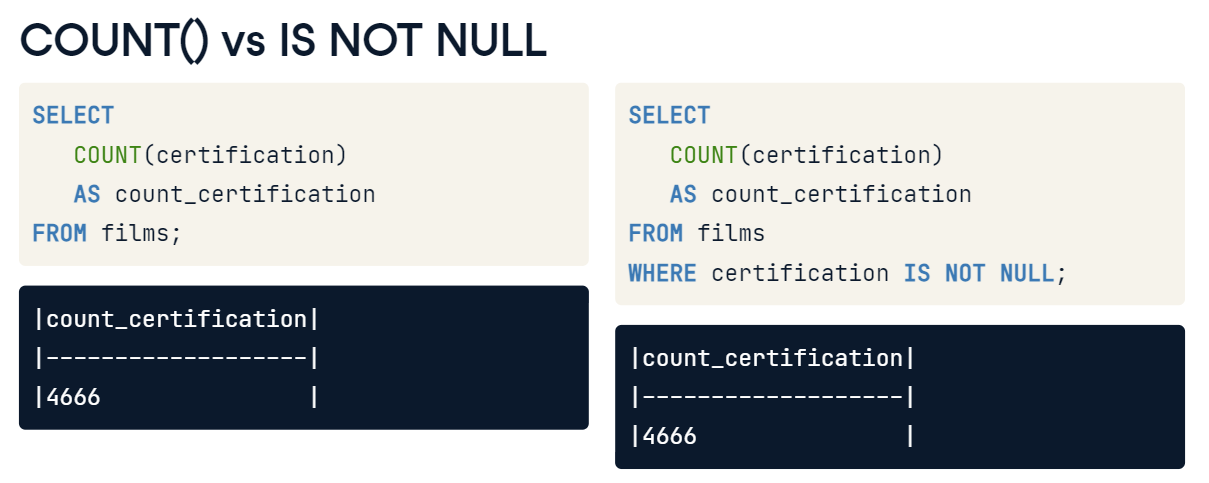 COUNT() vs IS NOT NULL
SELECT
COUNT(certification)
AS count_certification
FROM films;
|count_certification|
|-------------------|
|4666               |
SELECT
COUNT(certification)
AS count_certification
FROM films
WHERE certification IS NOT NULL;
|count_certification|
|-------------------|
|4666               |